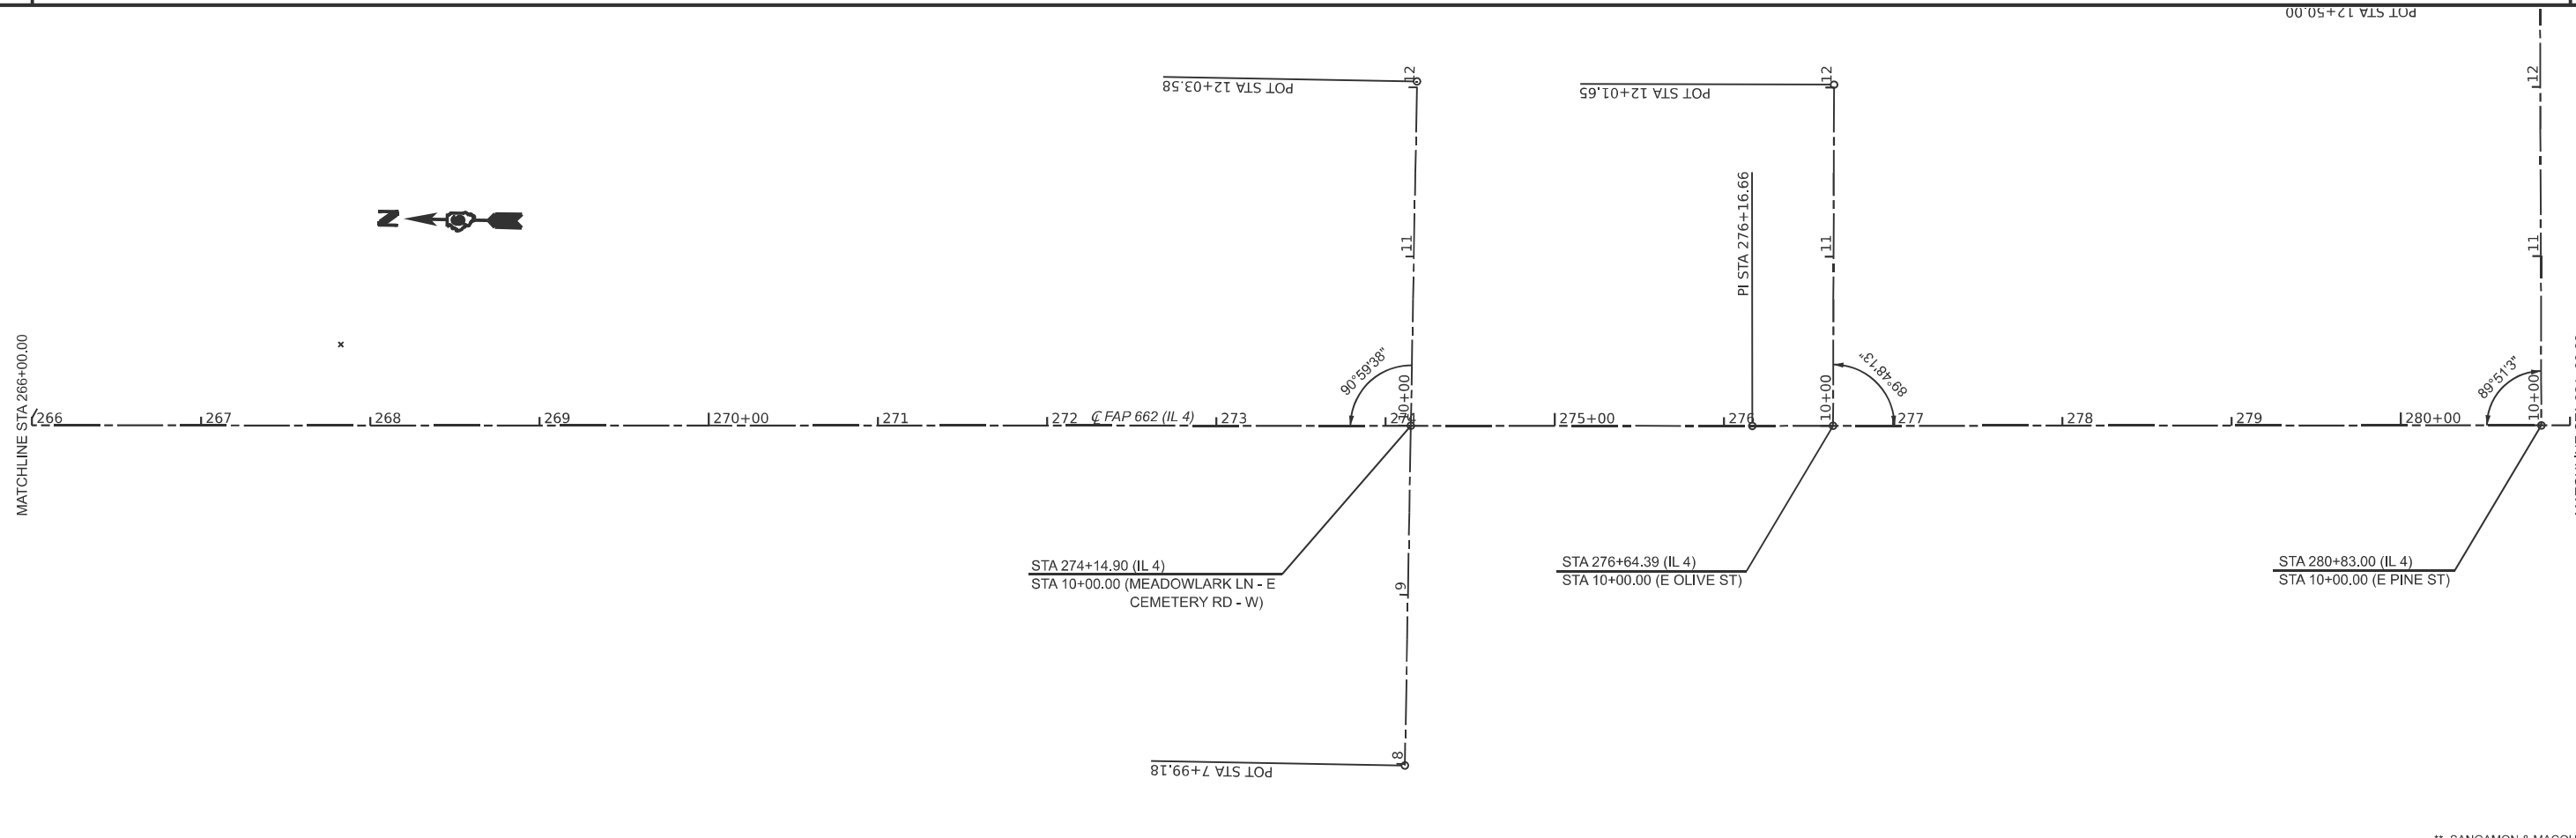 POT STA 12+50.00
POT STA 12+03.58
12
POT STA 12+01.65
12
12
N
PI STA 276+16.66
11
11
11
MATCHLINE STA 266+00.00
90°59'38"
89°48'13"
89°51'3"
10+00
10+00
10+00
266
267
268
269
270+00
271
272
℄ FAP 662 (IL 4)
273
274
275+00
276
277
278
279
280+00
STA 274+14.90 (IL 4)
STA 10+00.00 (MEADOWLARK LN - E
CEMETERY RD - W)
STA 276+64.39 (IL 4)
STA 10+00.00 (E OLIVE ST)
STA 280+83.00 (IL 4)
STA 10+00.00 (E PINE ST)
9
8
POT STA 7+99.18